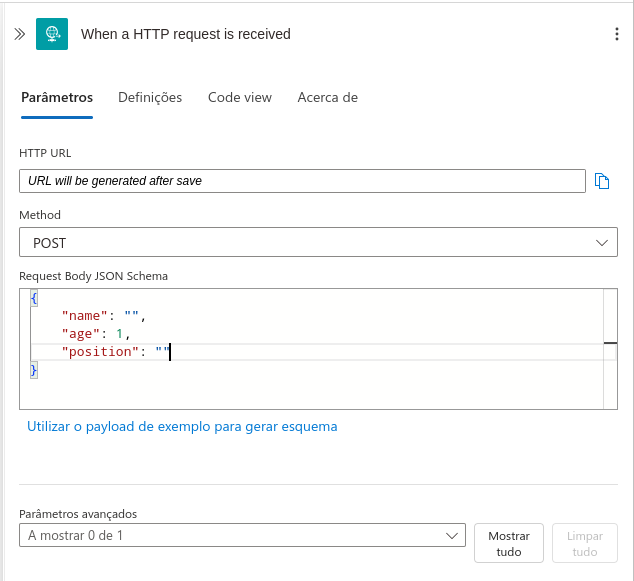 When a HTTP request is received
Parâmetros Definições Code view Acerca de
HTTP URL
URL will be generated after save
Method
POST
Request Body JSON Schema
{
"name": "",
"age": 1,
"position": ""
}
Utilizar o payload de exemplo para gerar esquema
Parâmetros avançados
A mostrar 0 de 1
Mostrar
tudo
Limpar
tudo